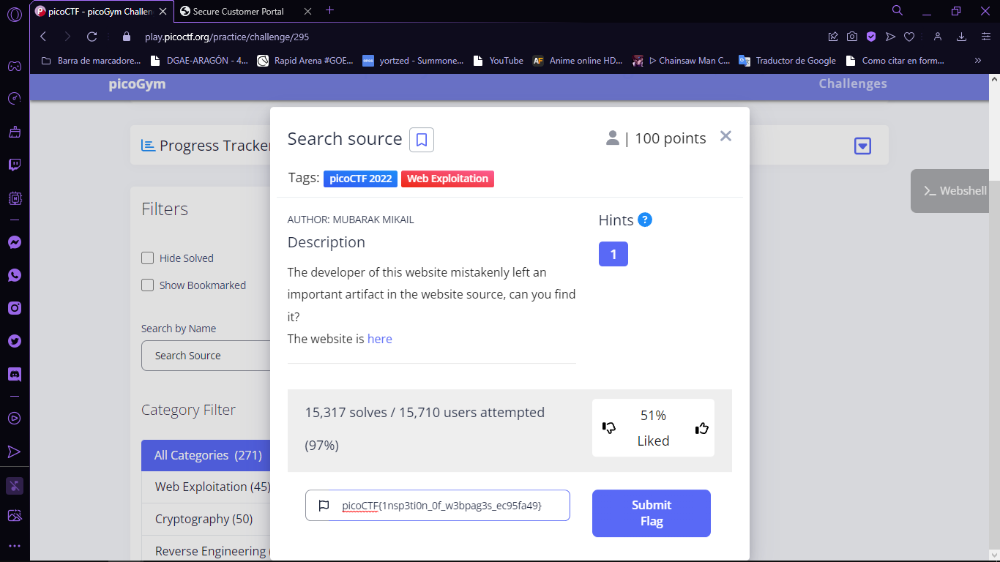 picoCTF - picoGym Challen
Secure Customer Portal
play.picoctf.org/practice/challenge/295
Barra de marcadore...
DGAE-ARAGÓN - 4...
Rapid Arena #GOE...
yortzed - Summone...
YouTube
AF
Anime online HD...
▷ Chainsaw Man C...
Traductor de Google
Como citar en form...
»
picoGym
Challenges
Progress Tracker
Search source
| 100 points
Tags: picoCTF 2022 Web Exploitation
Webshell
Filters
AUTHOR: MUBARAK MIKAIL
Hints ?
Description
1
Hide Solved
The developer of this website mistakenly left an
Show Bookmarked
important artifact in the website source, can you find
it?
Search by Name
The website is here
Search Source
Category Filter
15,317 solves / 15,710 users attempted
(97%)
51%
Liked
All Categories (271)
Web Exploitation (45)
picoCTF{1nsp3ti0n_0f_w3bpag3s_ec95fa49}
Submit
Flag
Cryptography (50)
Reverse Engineering (